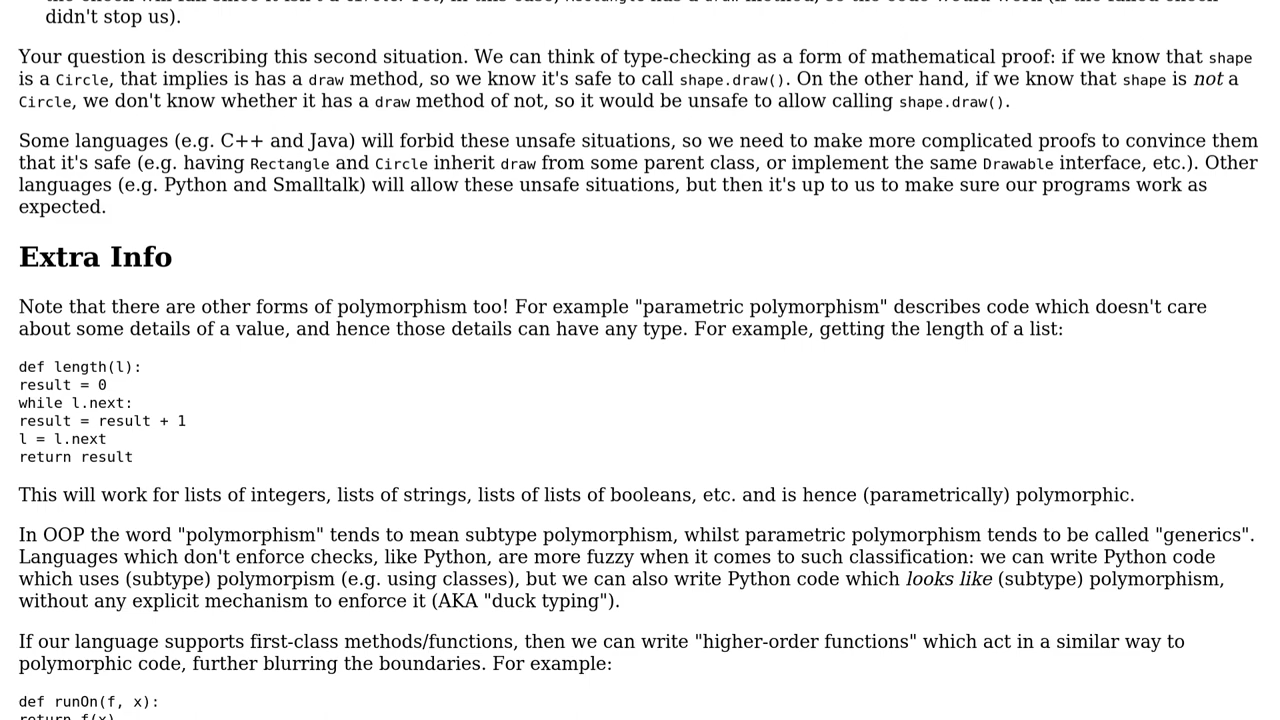 didn't stop us).
Your question is describing this second situation. We can think of type-checking as a form of mathematical proof: if we know that shape
is a Circle, that implies is has a draw method, so we know it's safe to call shape.draw(). On the other hand, if we know that shape is not a
Circle, we don't know whether it has a draw method of not, so it would be unsafe to allow calling shape.draw().
Some languages (e.g. C++ and Java) will forbid these unsafe situations, so we need to make more complicated proofs to convince them
that it's safe (e.g. having Rectangle and Circle inherit draw from some parent class, or implement the same Drawable interface, etc.). Other
languages (e.g. Python and Smalltalk) will allow these unsafe situations, but then it's up to us to make sure our programs work as
expected.
Extra Info
Note that there are other forms of polymorphism too! For example "parametric polymorphism" describes code which doesn't care
about some details of a value, and hence those details can have any type. For example, getting the length of a list:
def length(l):
result = 0
while l.next:
result = result + 1
l = l.next
return result
This will work for lists of integers, lists of strings, lists of lists of booleans, etc. and is hence (parametrically) polymorphic.
In OOP the word "polymorphism" tends to mean subtype polymorphism, whilst parametric polymorphism tends to be called "generics".
Languages which don't enforce checks, like Python, are more fuzzy when it comes to such classification: we can write Python code
which uses (subtype) polymorpism (e.g. using classes), but we can also write Python code which looks like (subtype) polymorphism,
without any explicit mechanism to enforce it (AKA "duck typing").
If our language supports first-class methods/functions, then we can write "higher-order functions" which act in a similar way to
polymorphic code, further blurring the boundaries. For example:
def runOn(f, x):
return f(x)